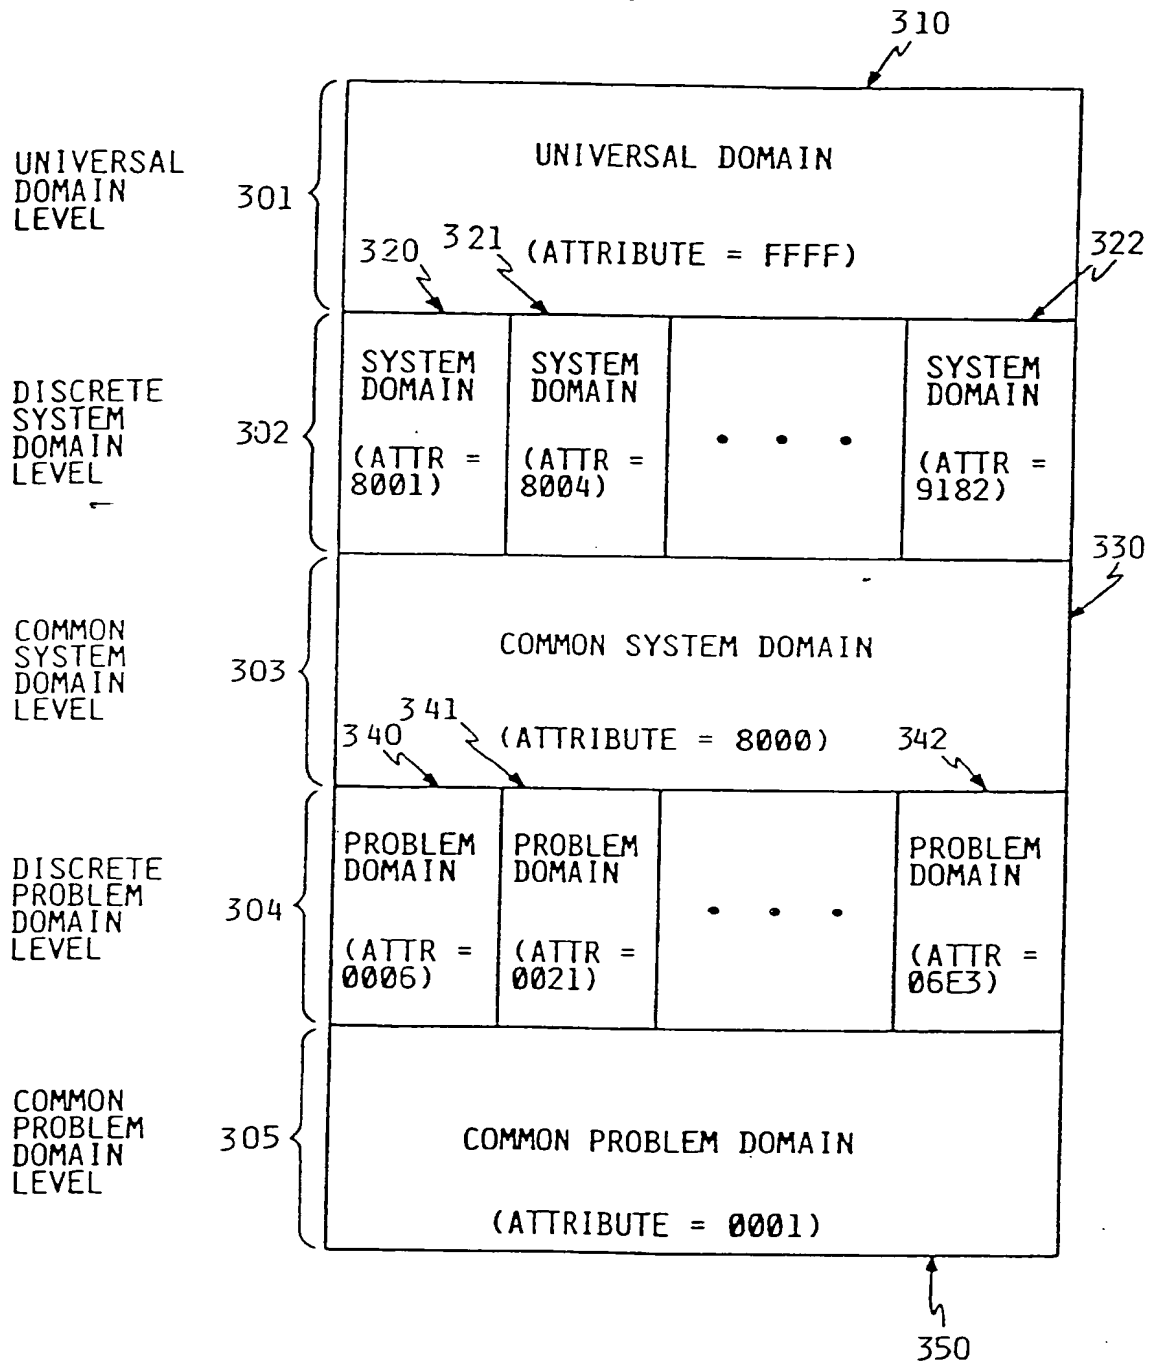 310
UNIVERSAL
DOMAIN
LEVEL
301
UNIVERSAL DOMAIN
(ATTRIBUTE = FFFF)
320
321
322
DISCRETE
SYSTEM
DOMAIN
LEVEL
302
SYSTEM
DOMAIN
(ATTR =
8001)
SYSTEM
DOMAIN
(ATTR =
8004)
• • •
SYSTEM
DOMAIN
(ATTR =
9182)
330
COMMON
SYSTEM
DOMAIN
LEVEL
303
COMMON SYSTEM DOMAIN
(ATTRIBUTE = 8000)
340
341
342
DISCRETE
PROBLEM
DOMAIN
LEVEL
304
PROBLEM
DOMAIN
(ATTR =
0006)
PROBLEM
DOMAIN
(ATTR =
0021)
• • •
PROBLEM
DOMAIN
(ATTR =
06E3)
COMMON
PROBLEM
DOMAIN
LEVEL
305
COMMON PROBLEM DOMAIN
(ATTRIBUTE = 0001)
350